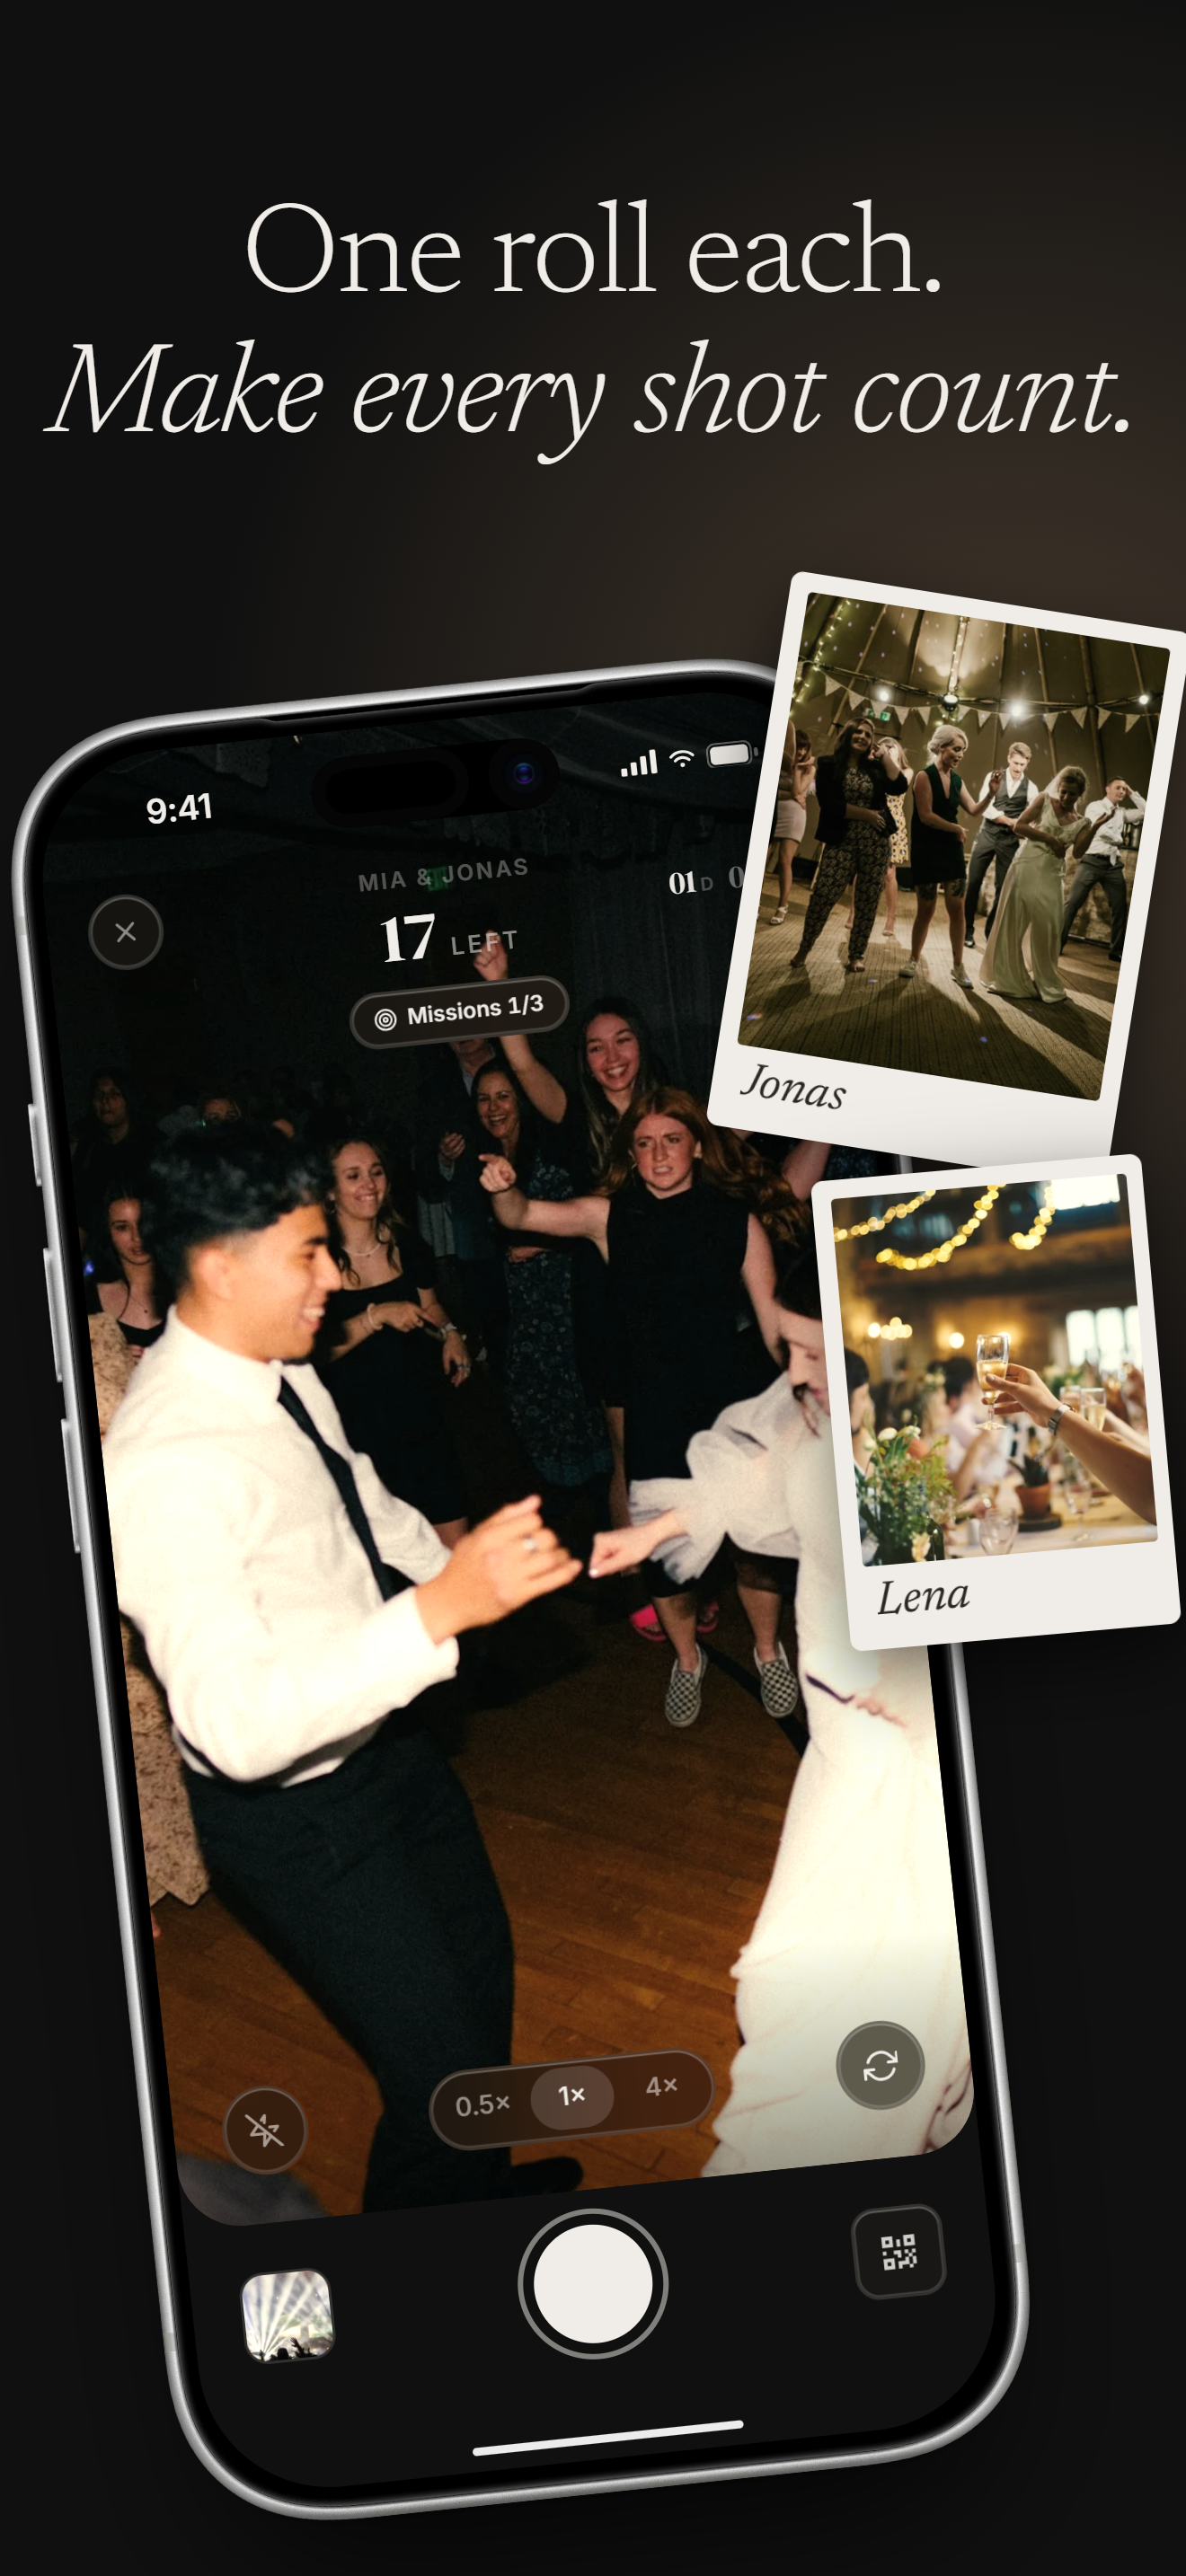 One roll each.
Make every shot count.
9:41
MIA & JONAS
01 D 0
17 LEFT
Missions 1/3
Jonas
Lena
0.5× 1× 4×